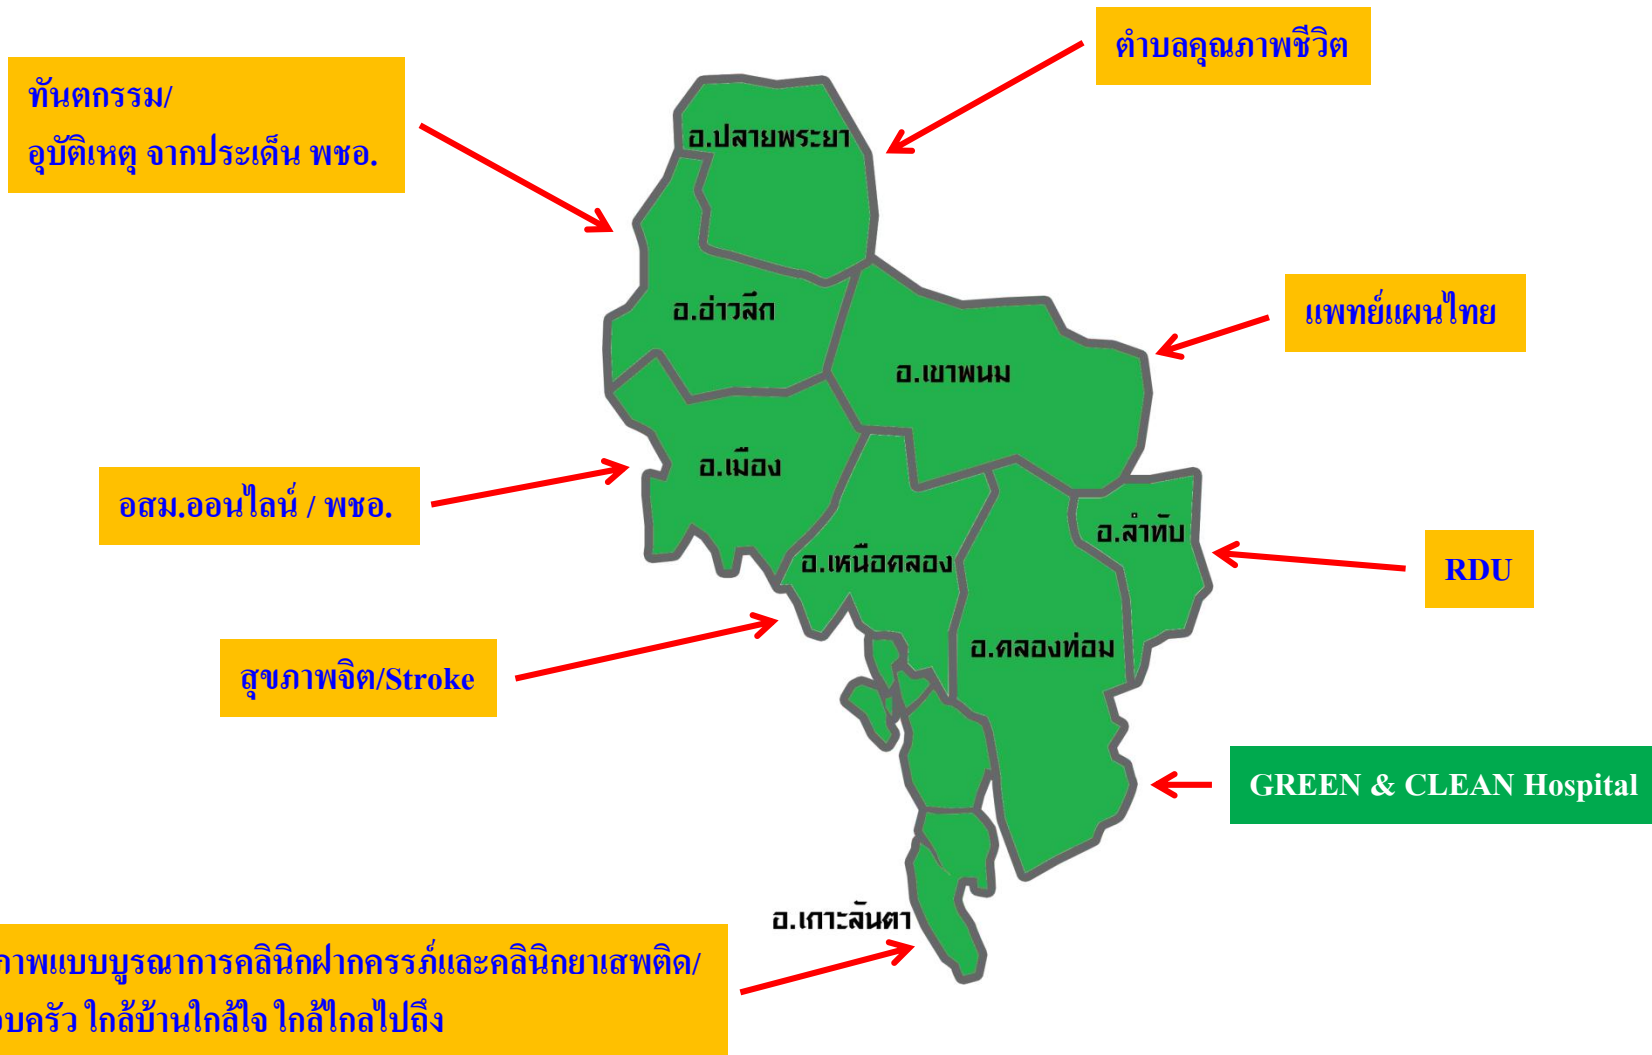 ตำบลคุณภาพชีวิต
ทันตกรรม/
อุบัติเหตุ จากประเด็น พชอ.
อ.ปลายพระยา
แพทย์แผนไทย
อ.อ่าวลึก
อ.เขาพนม
อ.เมือง
อสม.ออนไลน์ / พชอ.
อ.ลำทับ
อ.เหนือคลอง
RDU
อ.คลองท่อม
สุขภาพจิต/Stroke
GREEN & CLEAN Hospital
อ.เกาะลันตา
ภาพแบบบูรณาการคลินิกฝากครรภ์และคลินิกยาเสพติด/
อบครัว ใกล้บ้านใกล้ใจ ใกล้ไกลไปถึง